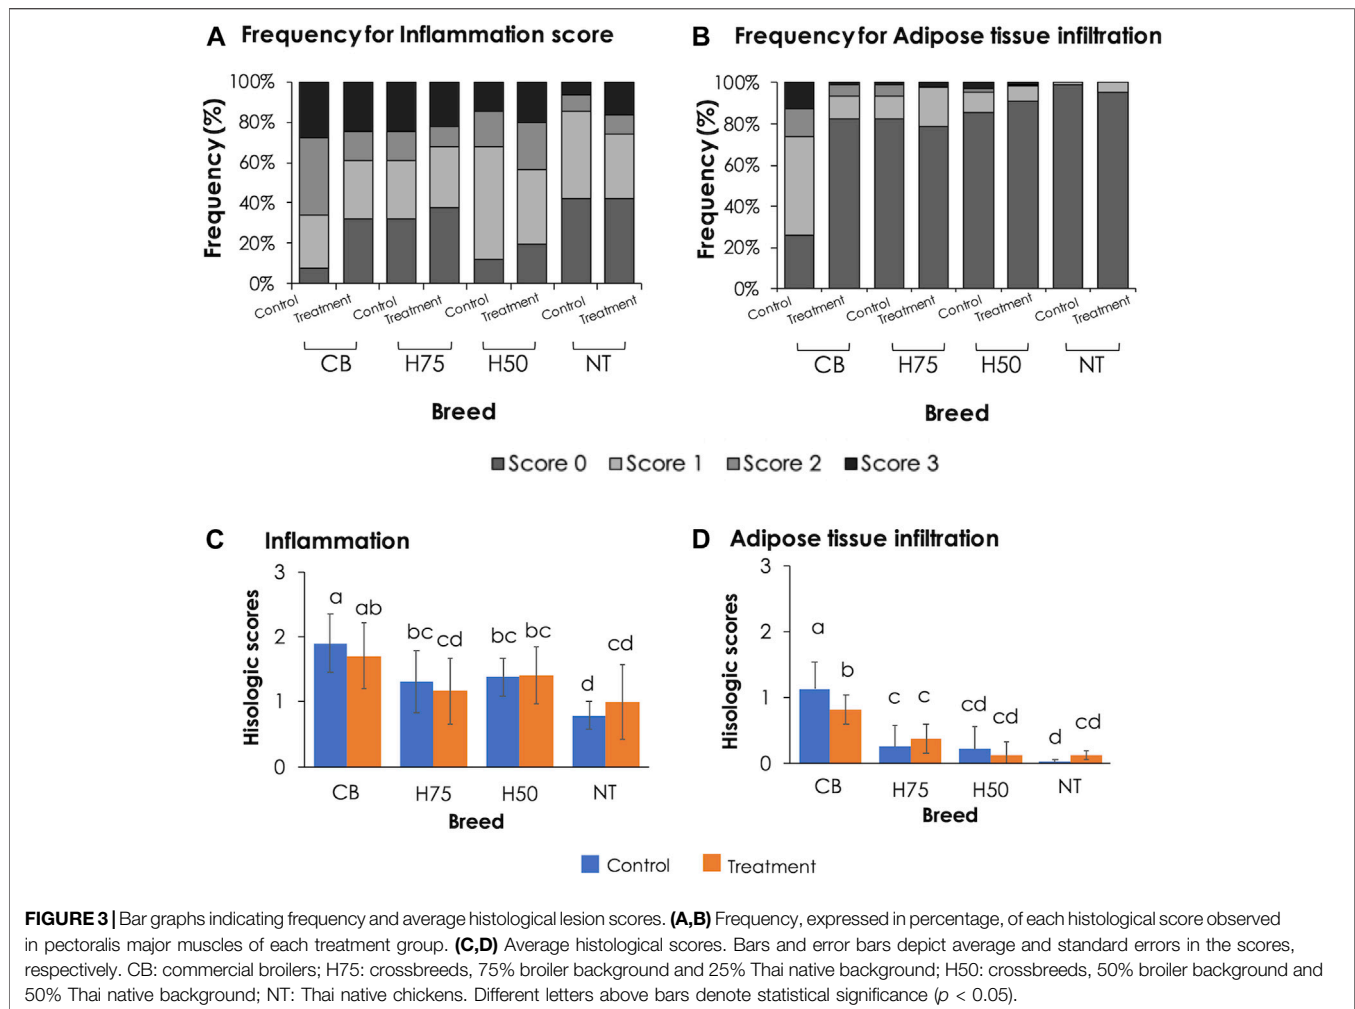 A Frequency for Inflammation score
100%
80%
60%
40%
20%
0%
Frequency (%)
Control Treatment Control Treatment Control Treatment Control Treatment
CB H75 H50 NT
Breed
B Frequency for Adipose tissue infiltration
100%
80%
60%
40%
20%
0%
Frequency (%)
Control Treatment Control Treatment Control Treatment Control Treatment
CB H75 H50 NT
Breed
Score 0 Score 1 Score 2 Score 3
C Inflammation
3
2
1
0
Hisologic scores
a ab bc cd bc bc d cd
CB H75 H50 NT
Breed
D Adipose tissue infiltration
3
2
1
0
Hisologic scores
a b c c cd cd d cd
CB H75 H50 NT
Breed
Control Treatment
FIGURE 3 | Bar graphs indicating frequency and average histological lesion scores. (A,B) Frequency, expressed in percentage, of each histological score observed
in pectoralis major muscles of each treatment group. (C,D) Average histological scores. Bars and error bars depict average and standard errors in the scores,
respectively. CB: commercial broilers; H75: crossbreeds, 75% broiler background and 25% Thai native background; H50: crossbreeds, 50% broiler background and
50% Thai native background; NT: Thai native chickens. Different letters above bars denote statistical significance (p < 0.05).